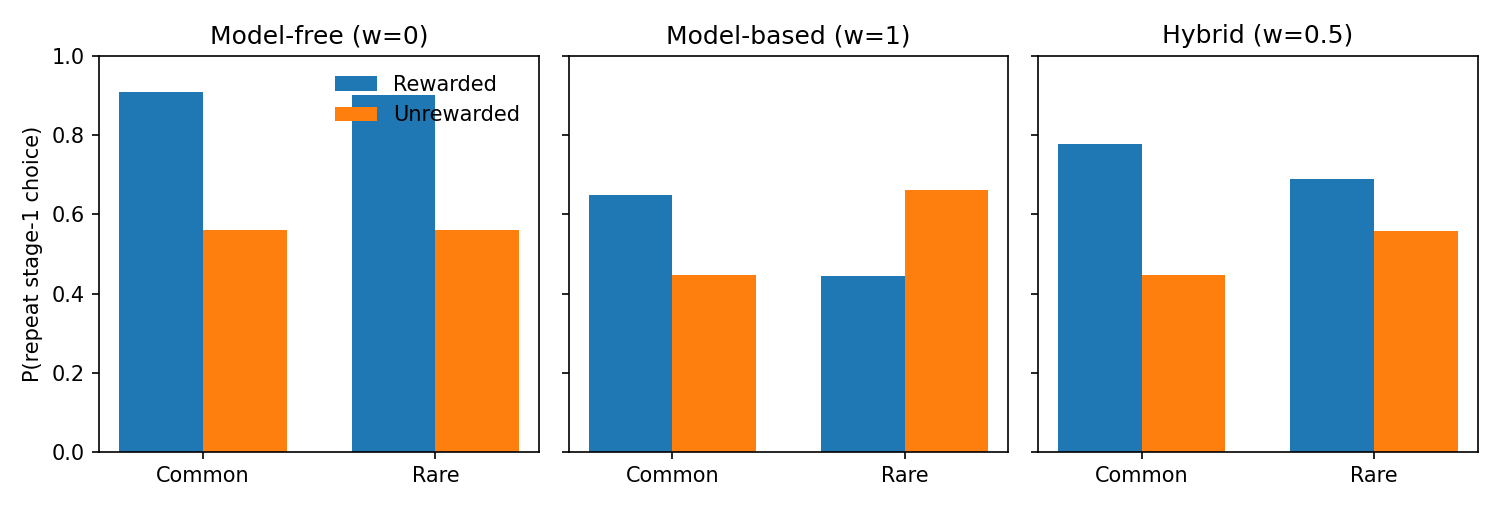 Model-free (w=0)
Model-based (w=1)
Hybrid (w=0.5)
P(repeat stage-1 choice)
1.0
0.8
0.6
0.4
0.2
0.0
Rewarded
Unrewarded
Common Rare
Common Rare
Common Rare